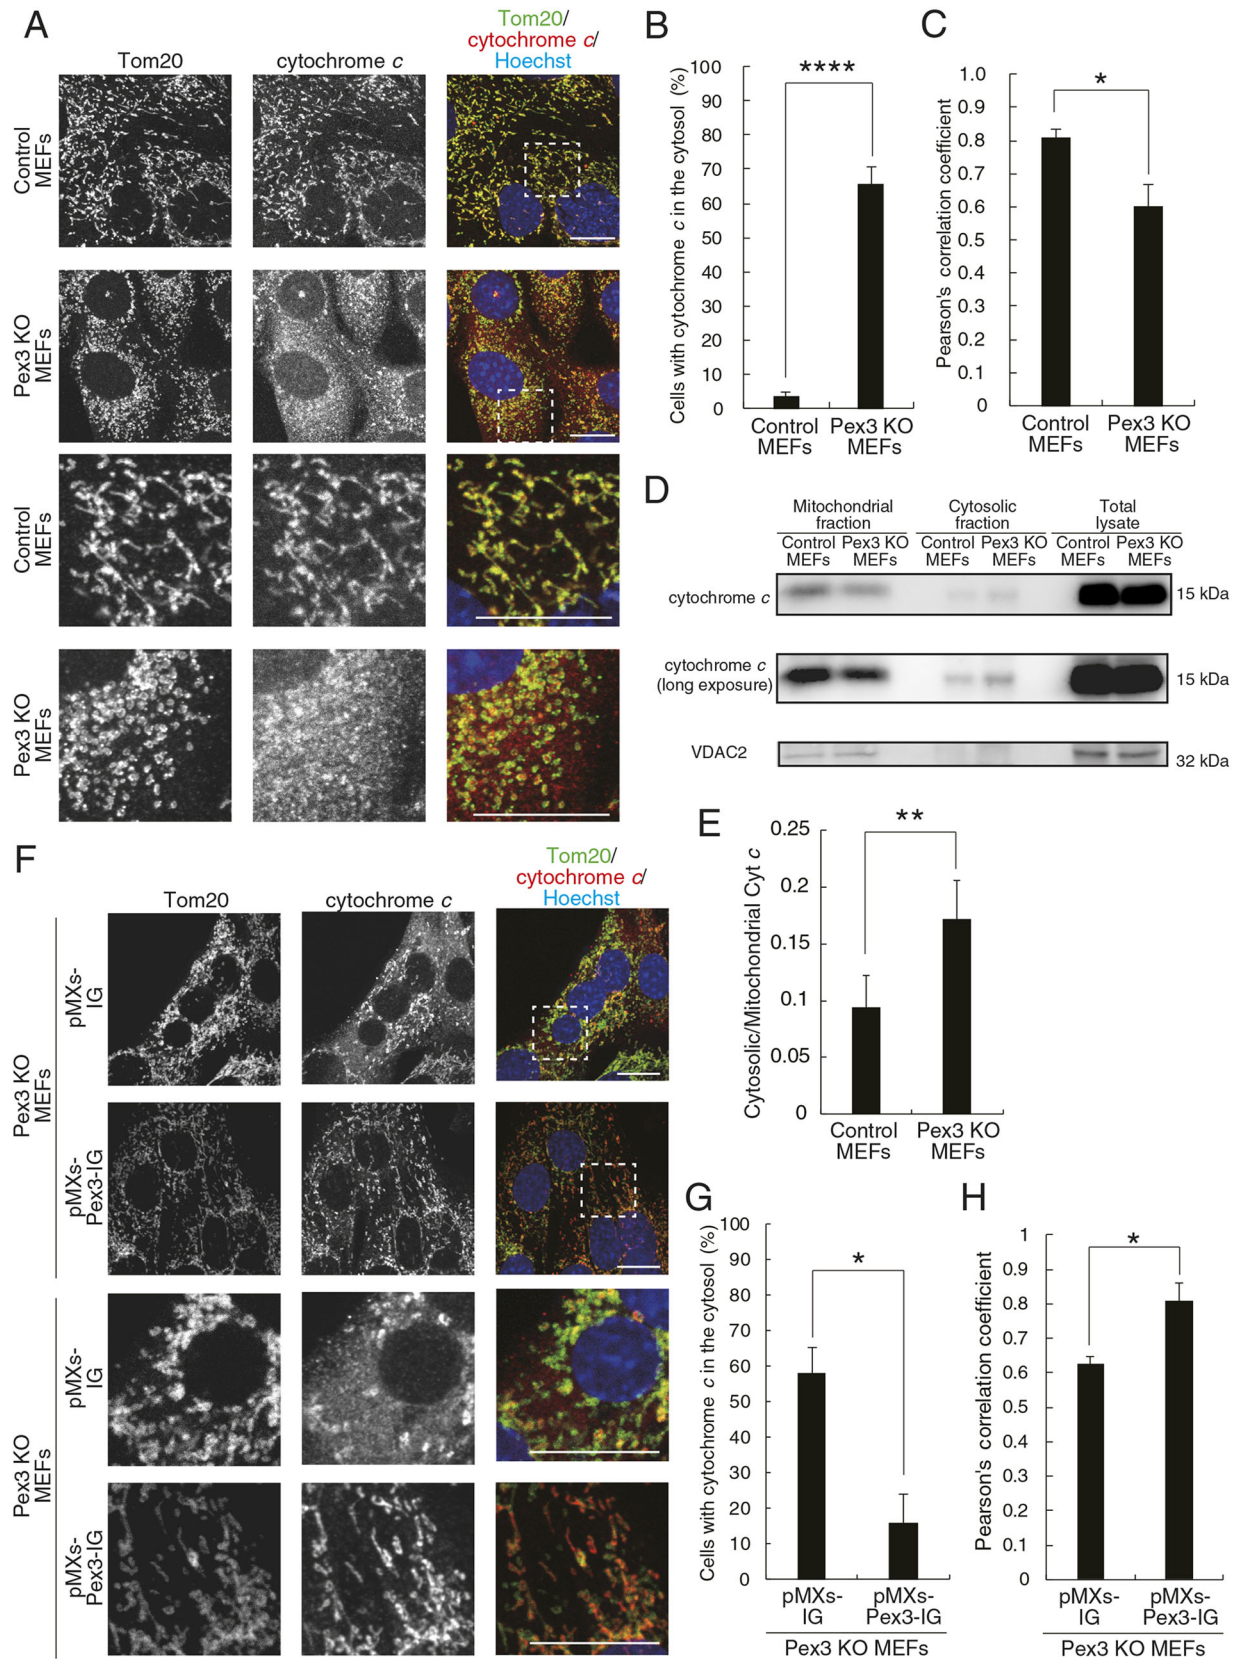 A
Tom20
cytochrome c
Tom20/
cytochrome c/
Hoechst
Control
MEFs
Pex3 KO
MEFs
Control
MEFs
Pex3 KO
MEFs
B
Cells with cytochrome c in the cytosol (%)
100
90
80
70
60
50
40
30
20
10
0
****
Control
MEFs
Pex3 KO
MEFs
C
Pearson's correlation coefficient
1.0
0.9
0.8
0.7
0.6
0.5
0.4
0.3
0.2
0.1
0
*
Control
MEFs
Pex3 KO
MEFs
D
Mitochondrial
fraction
Cytosolic
fraction
Total
lysate
Control
MEFs
Pex3 KO
MEFs
Control
MEFs
Pex3 KO
MEFs
Control
MEFs
Pex3 KO
MEFs
cytochrome c
15 kDa
cytochrome c
(long exposure)
15 kDa
VDAC2
32 kDa
E
Cytosolic/Mitochondrial Cyt c
0.25
0.2
0.15
0.1
0.05
0
**
Control
MEFs
Pex3 KO
MEFs
F
Tom20
cytochrome c
Tom20/
cytochrome c/
Hoechst
Pex3 KO
MEFs
pMXs-
IG
pMXs-
Pex3-IG
Pex3 KO
MEFs
pMXs-
IG
pMXs-
Pex3-IG
G
Cells with cytochrome c in the cytosol (%)
100
90
80
70
60
50
40
30
20
10
0
*
pMXs-
IG
pMXs-
Pex3-IG
Pex3 KO MEFs
H
Pearson's correlation coefficient
1
0.9
0.8
0.7
0.6
0.5
0.4
0.3
0.2
0.1
0
*
pMXs-
IG
pMXs-
Pex3-IG
Pex3 KO MEFs